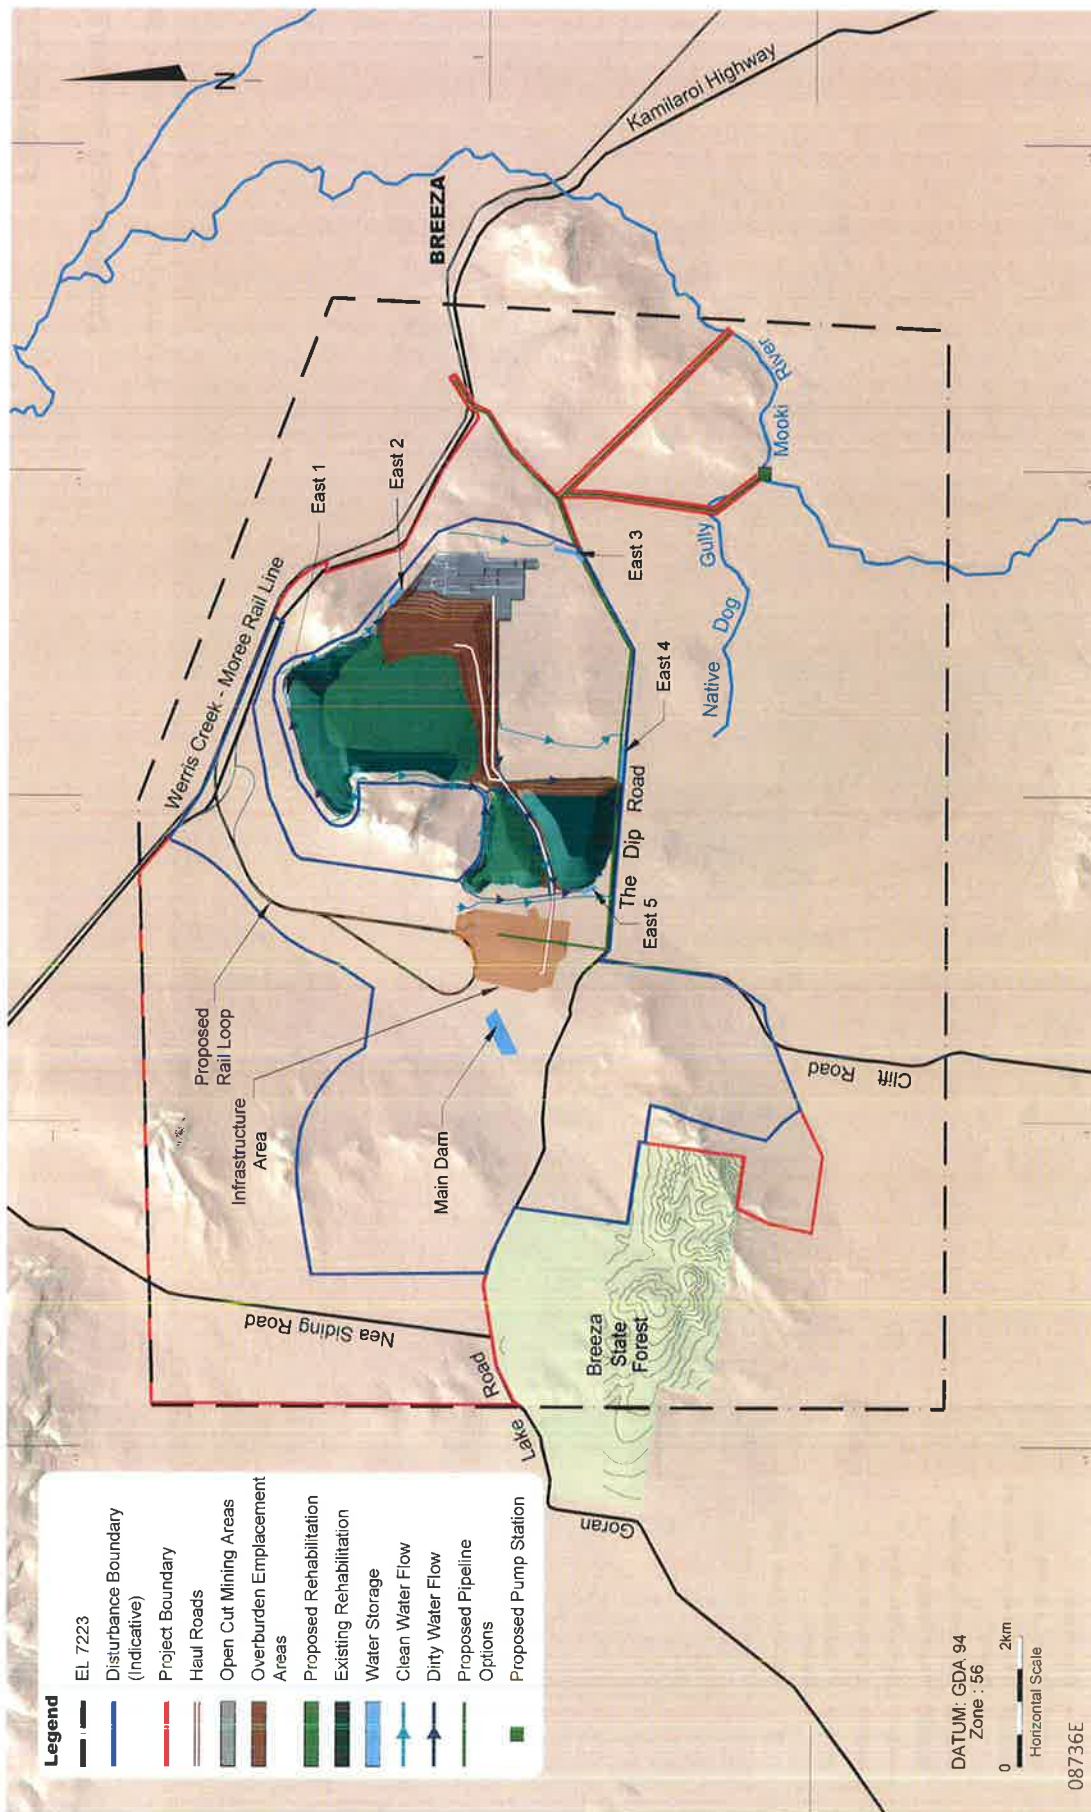 Legend
EL 7223
Disturbance Boundary
(Indicative)
Project Boundary
Haul Roads
Open Cut Mining Areas
Overburden Emplacement
Areas
Proposed Rehabilitation
Existing Rehabilitation
Water Storage
Clean Water Flow
Dirty Water Flow
Proposed Pipeline
Options
Proposed Pump Station
N
Kamilaroi Highway
BREEZA
Werris Creek - Moree Rail Line
East 1
East 2
East 3
East 4
East 5
The Dip Road
Mooki River
Native Dog Gully
Proposed
Rail Loop
Infrastructure
Area
Main Dam
Nea Siding Road
Clift Road
Breeza
State
Forest
Goran Lake Road
DATUM: GDA 94
Zone : 56
0 2km
Horizontal Scale
08736E